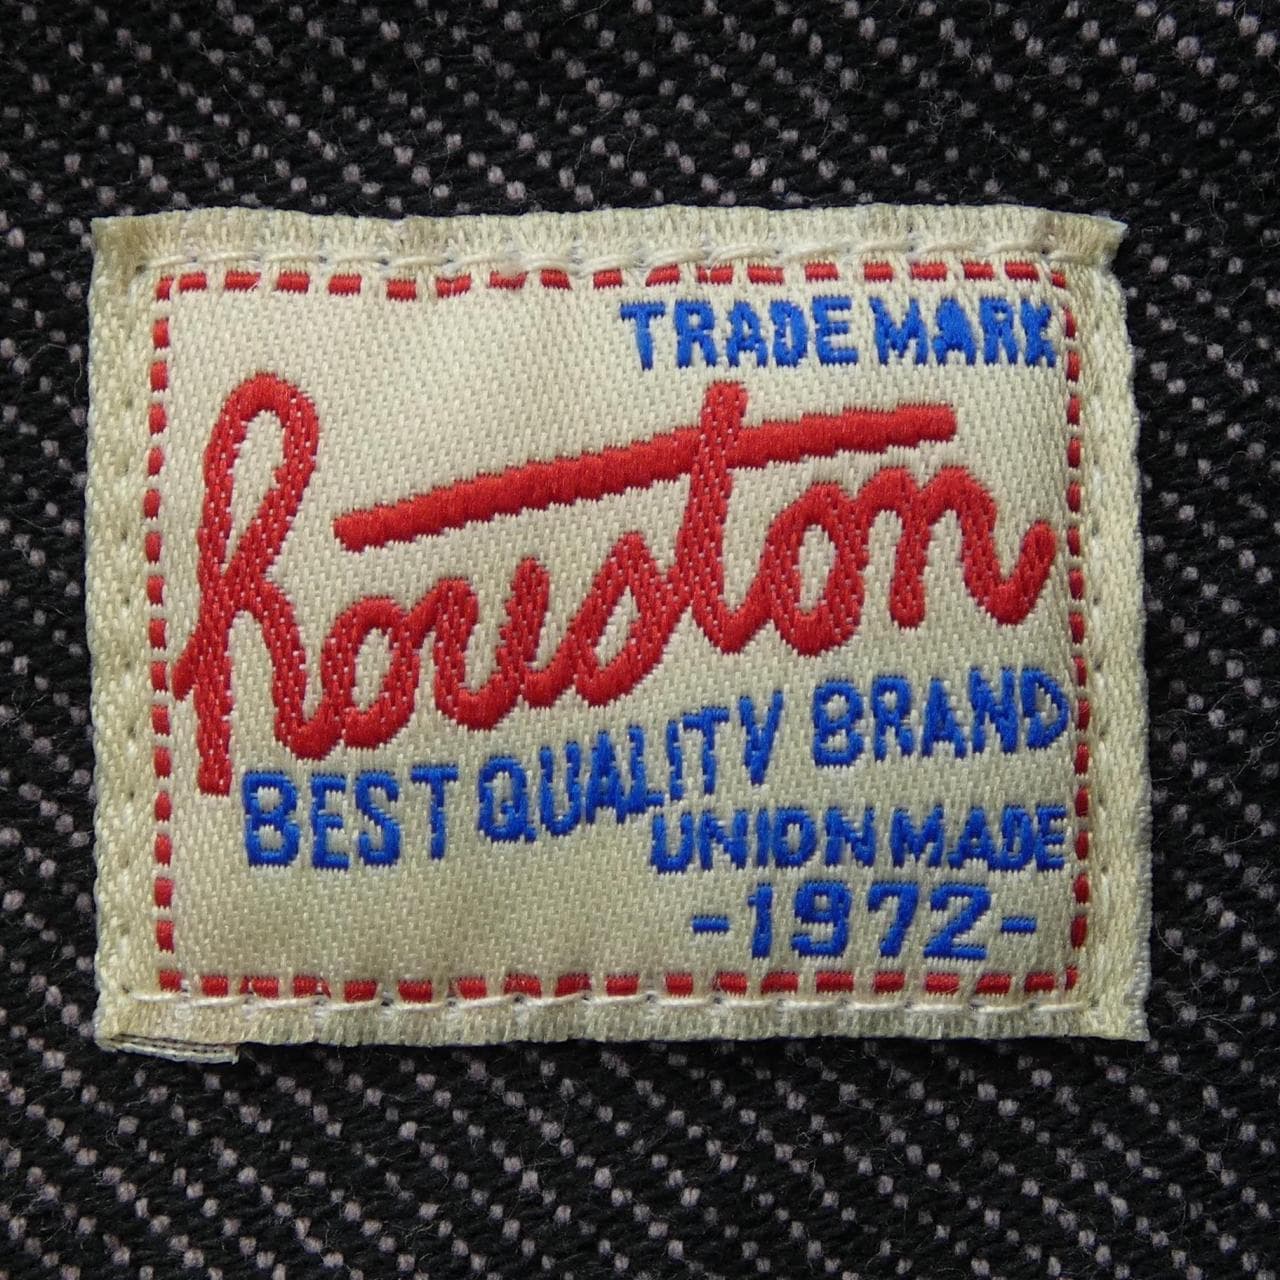 TRADE MARK
houston
BEST QUALITY BRAND
UNION MADE
-1972-